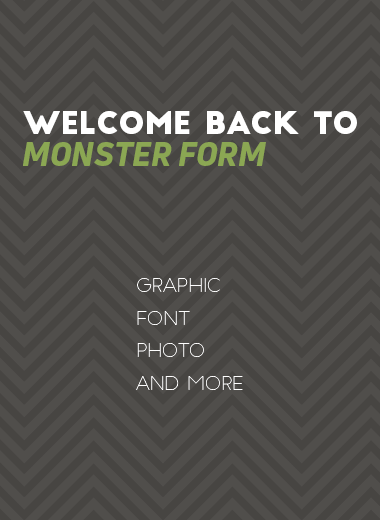 WELCOME BACK TO
MONSTER FORM
GRAPHIC
FONT
PHOTO
AND MORE